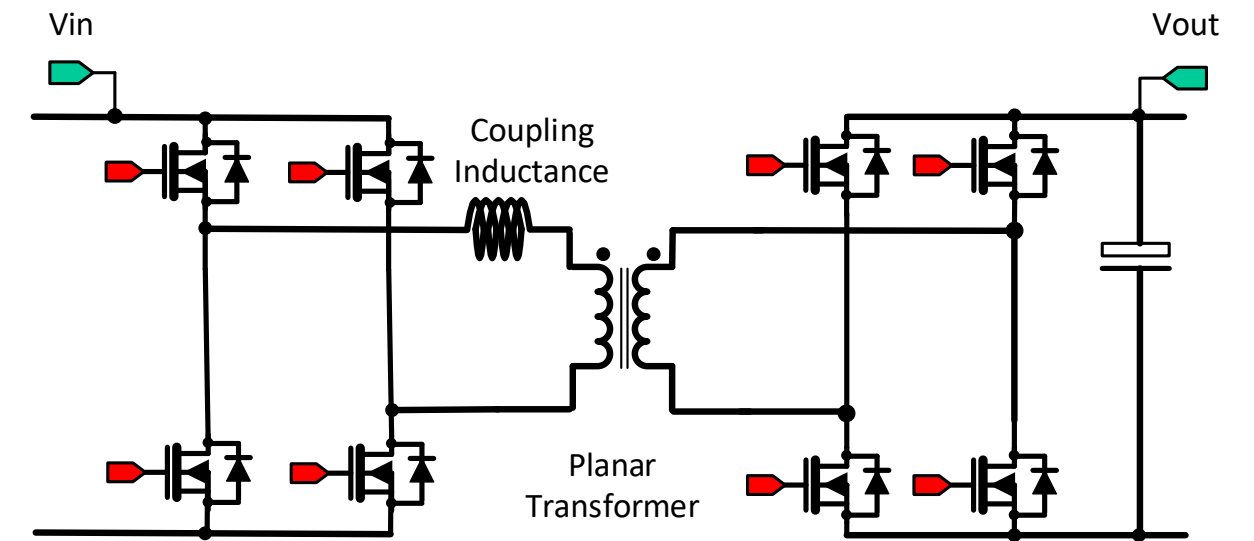 Vin
Vout
Coupling
Inductance
Planar
Transformer